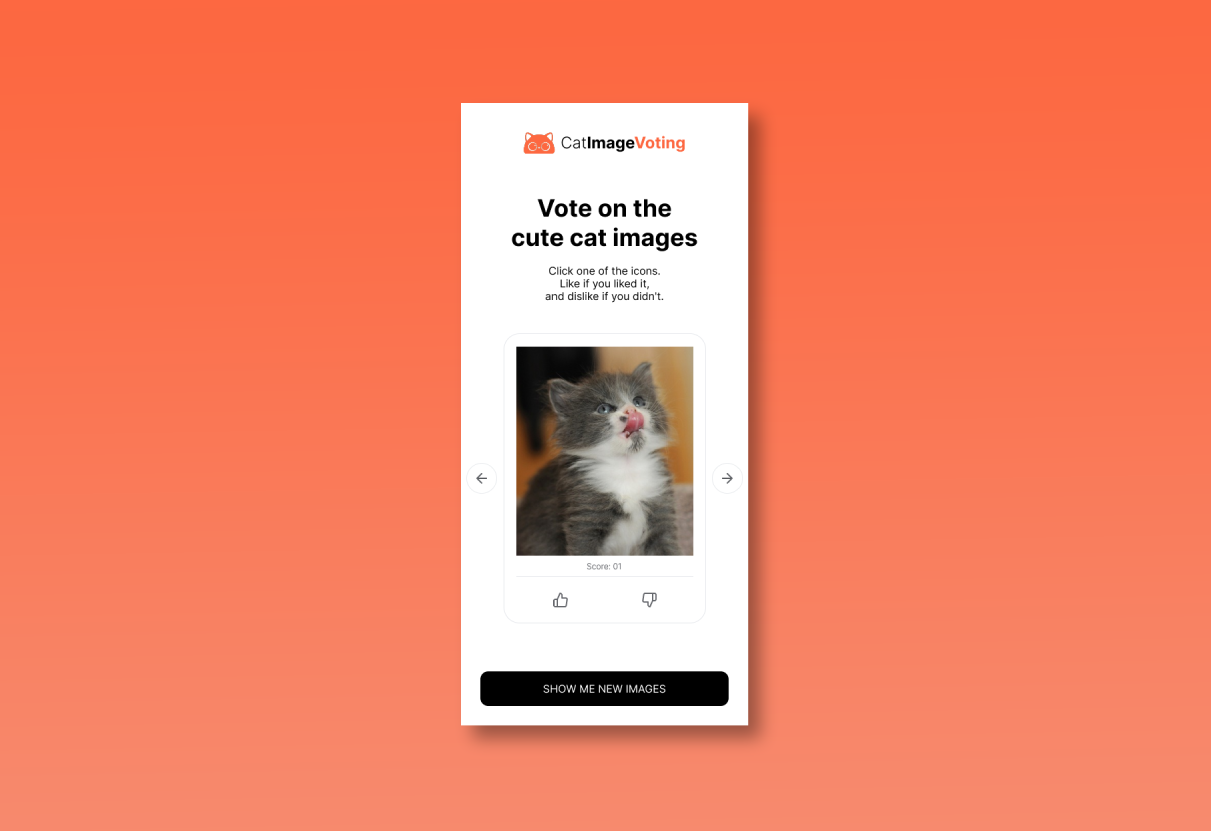 CatImageVoting
Vote on the
cute cat images
Click one of the icons.
Like if you liked it,
and dislike if you didn't.
Score: 01
SHOW ME NEW IMAGES